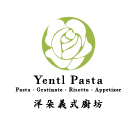 Yentl Pasta
Pasta · Gratinate · Risotto · Appetizer
洋朵義式廚坊